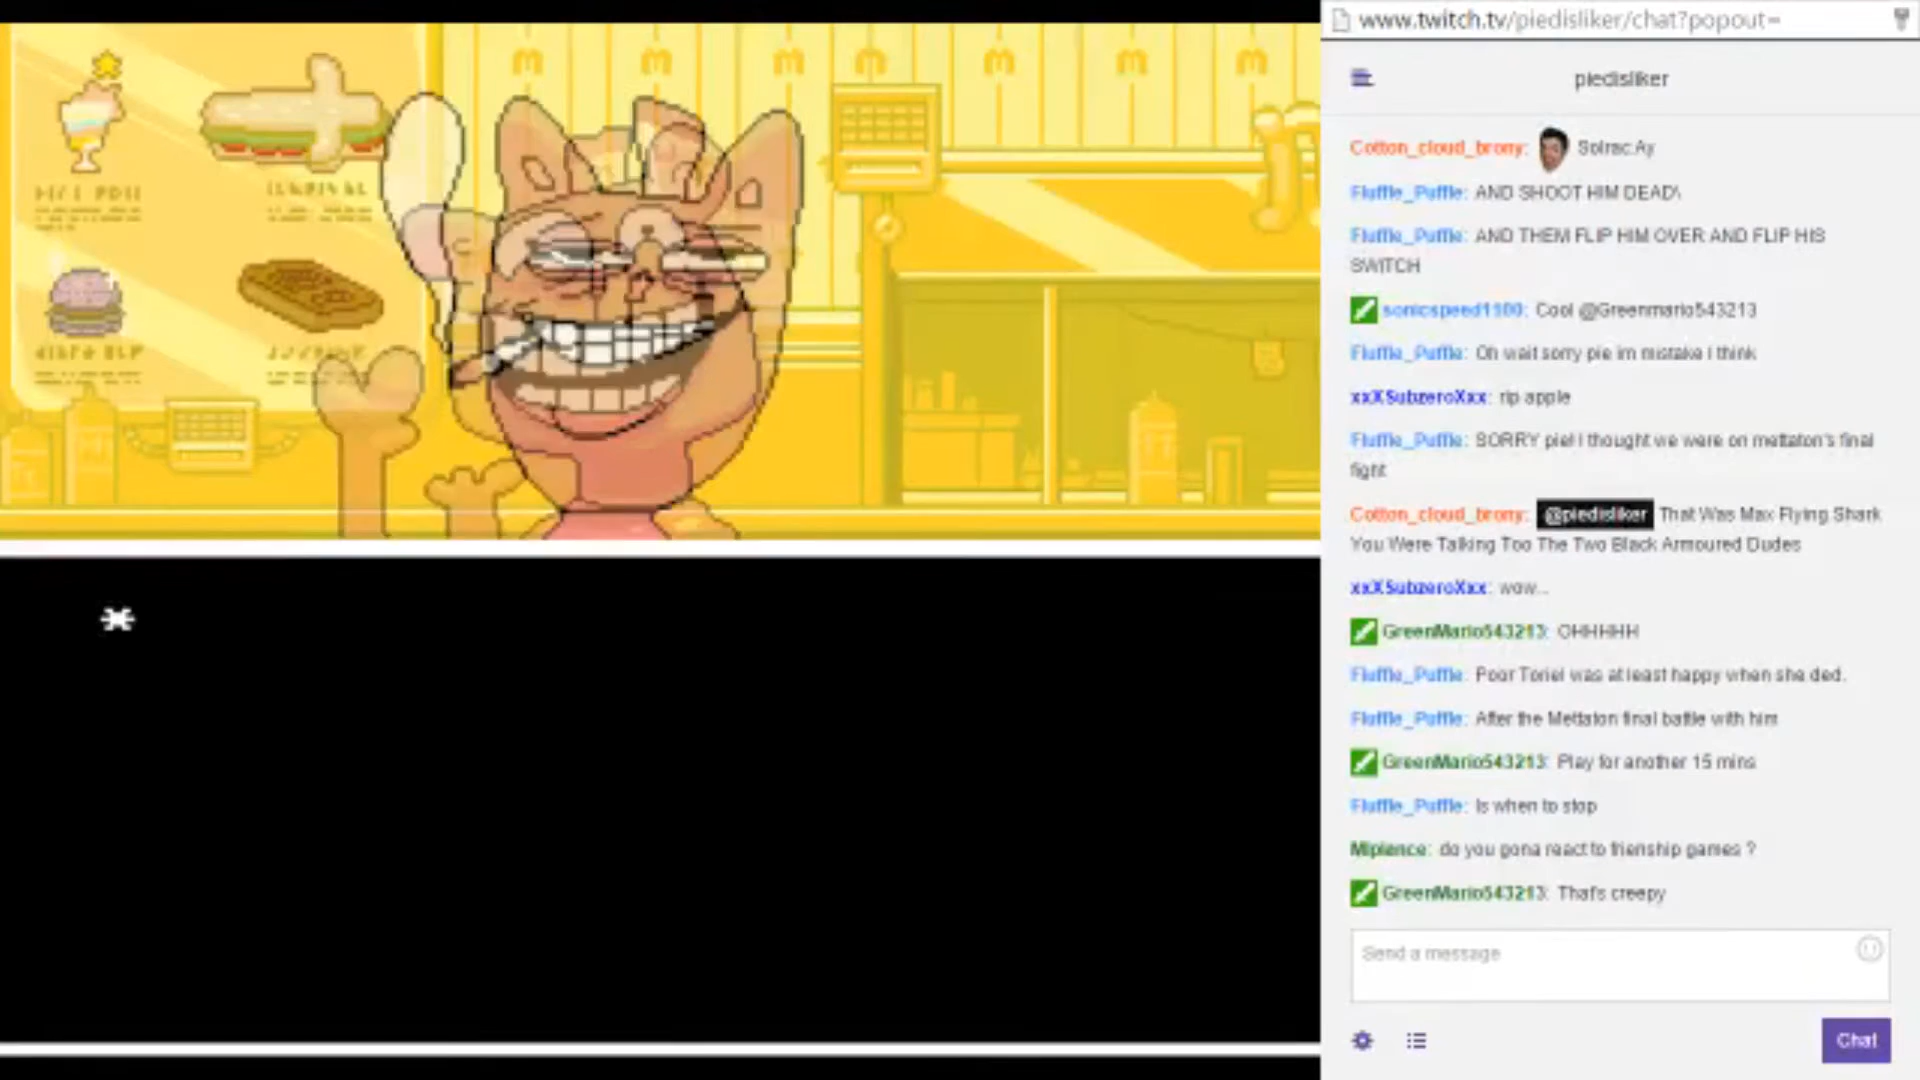 www.twitch.tv/piedisliker/chat?popout=
piedisliker
Cotton_cloud_brony: Solrac.Ay
Fluffle_Puffle: AND SHOOT HIM DEAD\
Fluffle_Puffle: AND THEM FLIP HIM OVER AND FLIP HIS
SWITCH
sonicspeed1100: Cool @Greenmario543213
Fluffle_Puffle: Oh wait sorry pie im mistake I think
xxXSubzeroXxx: rip apple
Fluffle_Puffle: SORRY pie! I thought we were on mettaton's final
fight
Cotton_cloud_brony: @piedisliker That Was Max Flying Shark
You Were Talking Too The Two Black Armoured Dudes
xxXSubzeroXxx: wow...
GreenMario543213: OHHHHH
Fluffle_Puffle: Poor Toriel was at least happy when she ded.
Fluffle_Puffle: After the Mettaton final battle with him
GreenMario543213: Play for another 15 mins
Fluffle_Puffle: Is when to stop
Mlpiance: do you gona react to frienship games ?
GreenMario543213: That's creepy
Send a message
Chat